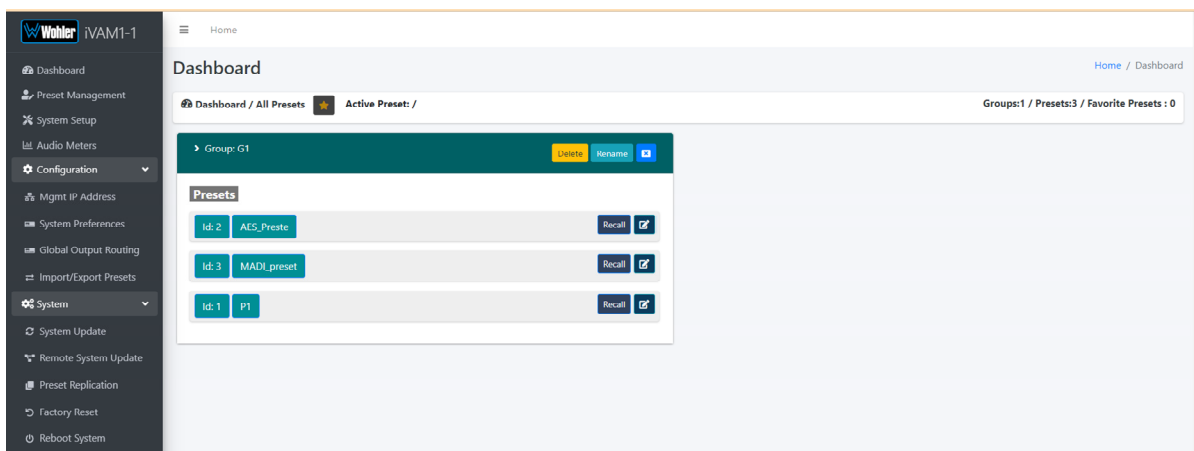 Wohler iVAM1-1
Dashboard
Preset Management
System Setup
Audio Meters
Configuration
Mgmt IP Address
System Preferences
Global Output Routing
Import/Export Presets
System
System Update
Remote System Update
Preset Replication
Factory Reset
Reboot System
Home
Dashboard
Home / Dashboard
Dashboard / All Presets Active Preset: /
Groups:1 / Presets:3 / Favorite Presets : 0
Group: G1
Delete Rename
Presets
Id: 2 AES_Preste Recall
Id: 3 MADI_preset Recall
Id: 1 P1 Recall